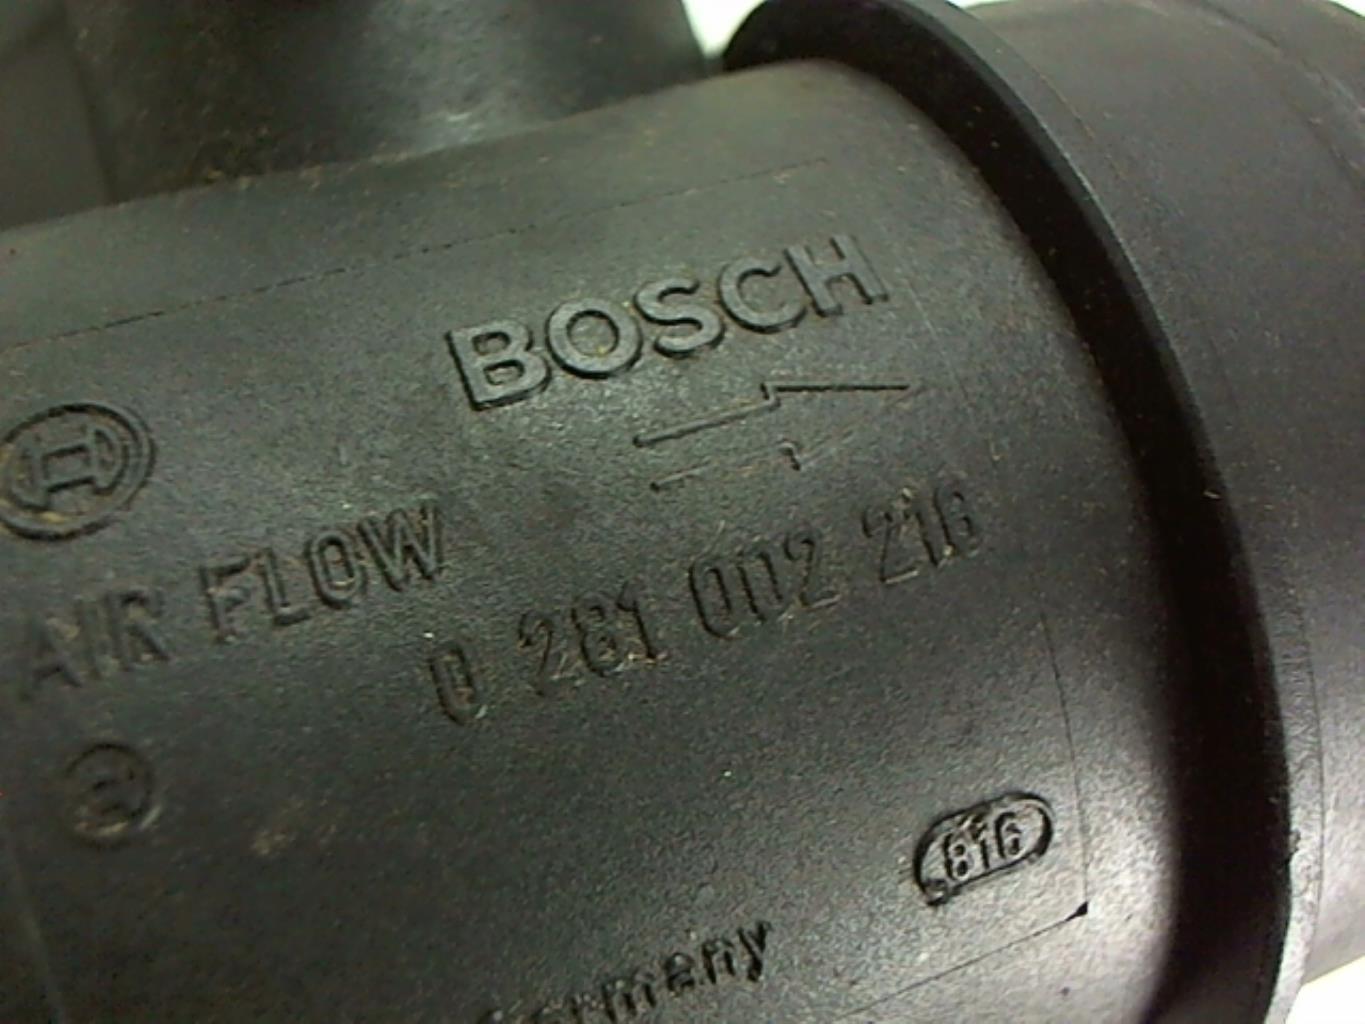 BOSCH
AIR FLOW
0 281 002 216
816
Germany